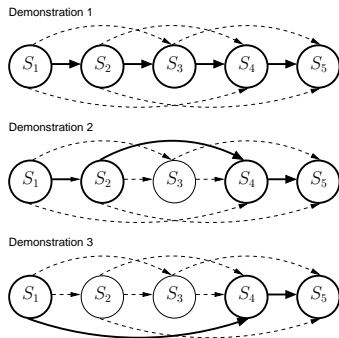 Demonstration 1
S₁ S₂ S₃ S₄ S₅
Demonstration 2
S₁ S₂ S₃ S₄ S₅
Demonstration 3
S₁ S₂ S₃ S₄ S₅